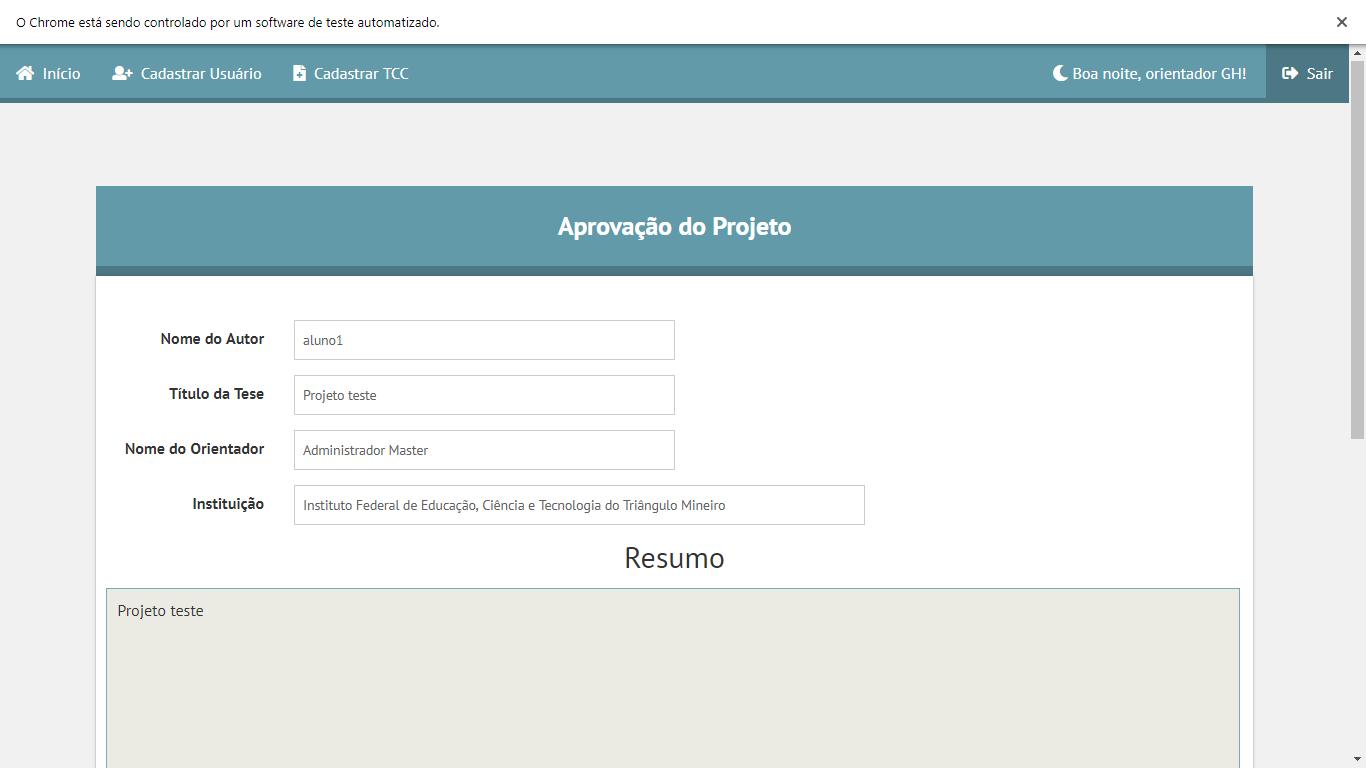 O Chrome está sendo controlado por um software de teste automatizado.
Início Cadastrar Usuário Cadastrar TCC Boa noite, orientador GH! Sair
Aprovação do Projeto
Nome do Autor aluno1
Título da Tese Projeto teste
Nome do Orientador Administrador Master
Instituição Instituto Federal de Educação, Ciência e Tecnologia do Triângulo Mineiro
Resumo
Projeto teste